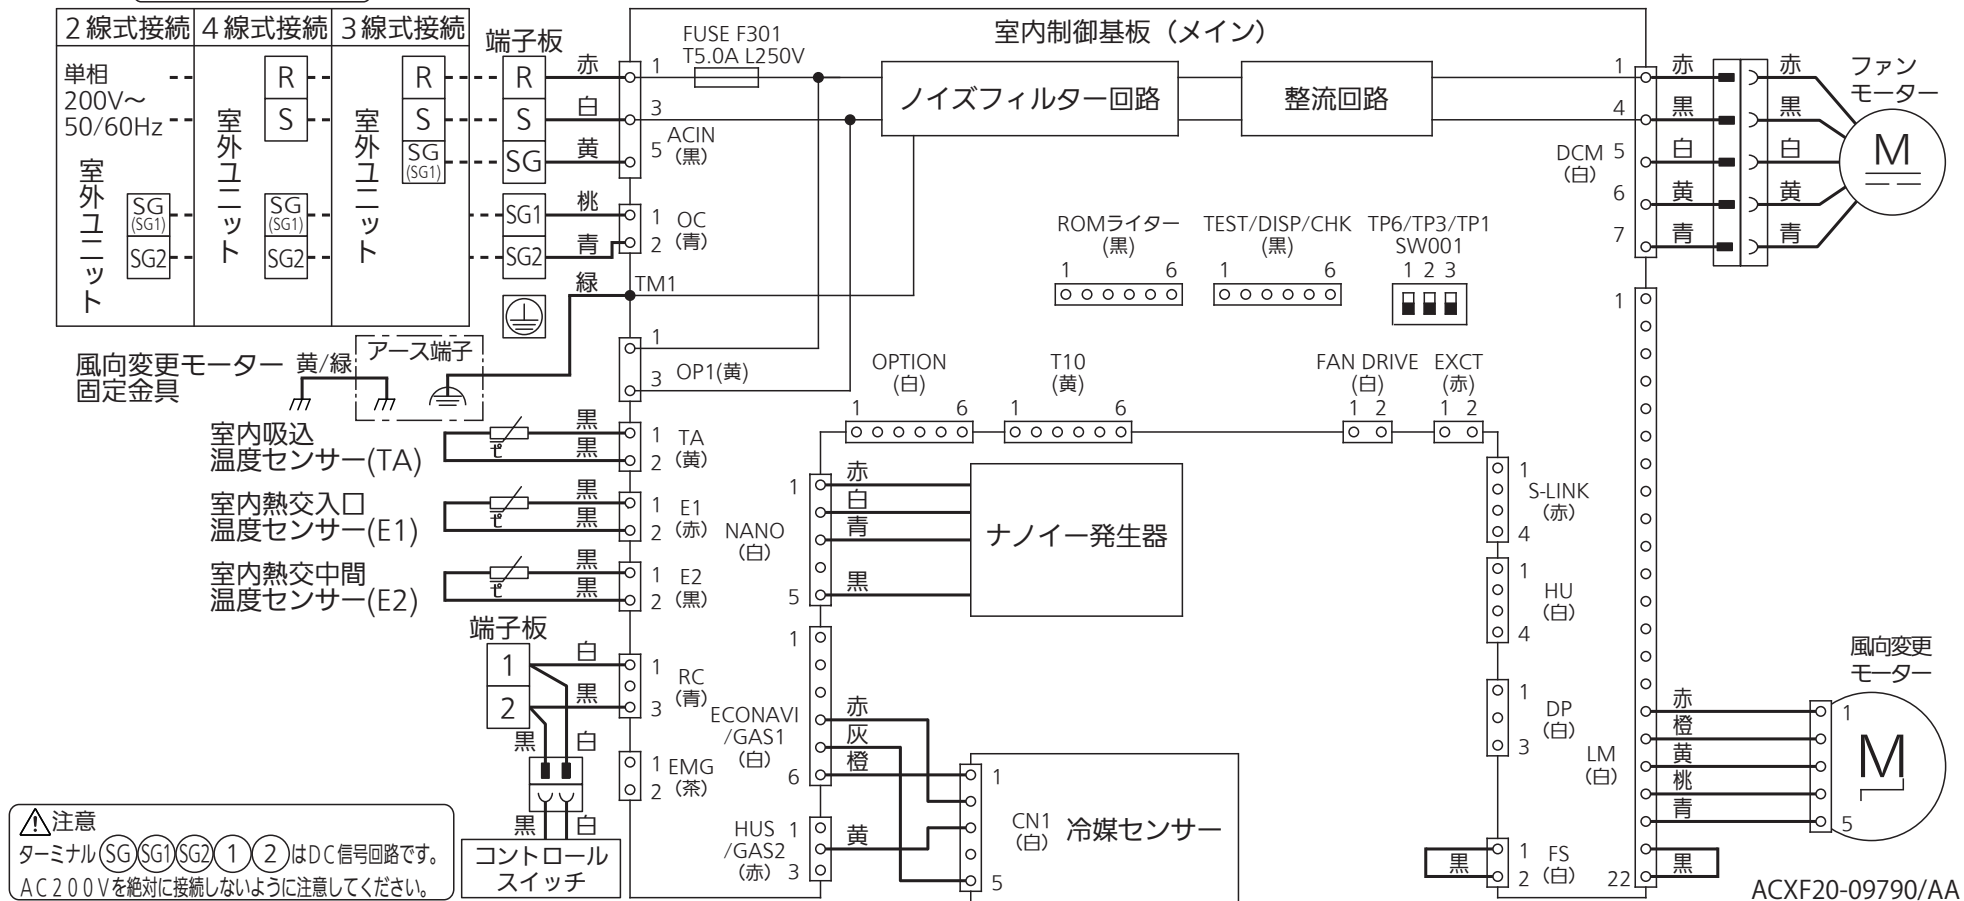 2線式接続
4線式接続
3線式接続
単相
200V～
50/60Hz
室外ユニット
SG
(SG1)
SG2
R
S
室外ユニット
SG
(SG1)
SG2
R
S
SG
(SG1)
室外ユニット
端子板
R
S
SG
SG1
SG2
赤
白
黄
桃
青
緑
1
3
5
ACIN
(黒)
1
2
OC
(青)
TM1
1
3
OP1(黄)
FUSE F301
T5.0A L250V
室内制御基板（メイン）
ノイズフィルター回路
整流回路
1
4
5
6
7
DCM
(白)
赤
黒
白
黄
青
赤
黒
白
黄
青
ファン
モーター
M
ROMライター
(黒)
1 6
TEST/DISP/CHK
(黒)
1 6
TP6/TP3/TP1
SW001
1 2 3
風向変更モーター
固定金具
黄/緑
アース端子
OPTION
(白)
1 6
T10
(黄)
1 6
FAN DRIVE
(白)
1 2
EXCT
(赤)
1 2
室内吸込
温度センサー(TA)
t°
黒
黒
1
2
TA
(黄)
室内熱交入口
温度センサー(E1)
t°
黒
黒
1
2
E1
(赤)
室内熱交中間
温度センサー(E2)
t°
黒
黒
1
2
E2
(黒)
NANO
(白)
1
5
赤
白
青
黒
ナノイー発生器
1
S-LINK
(赤)
4
1
HU
(白)
4
1
DP
(白)
3
端子板
1
2
白
黒
1
3
RC
(青)
黒
白
1
2
EMG
(茶)
黒
白
コントロール
スイッチ
1
ECONAVI
/GAS1
(白)
6
赤
灰
橙
HUS
/GAS2
(赤)
1
3
黄
1
5
CN1
(白)
冷媒センサー
黒
1
2
FS
(白)
1
LM
(白)
22
赤
橙
黄
桃
青
黒
風向変更
モーター
1
5
M
注意
ターミナル SG SG1 SG2 1 2 はDC信号回路です。
AC200Vを絶対に接続しないように注意してください。
ACXF20-09790/AA